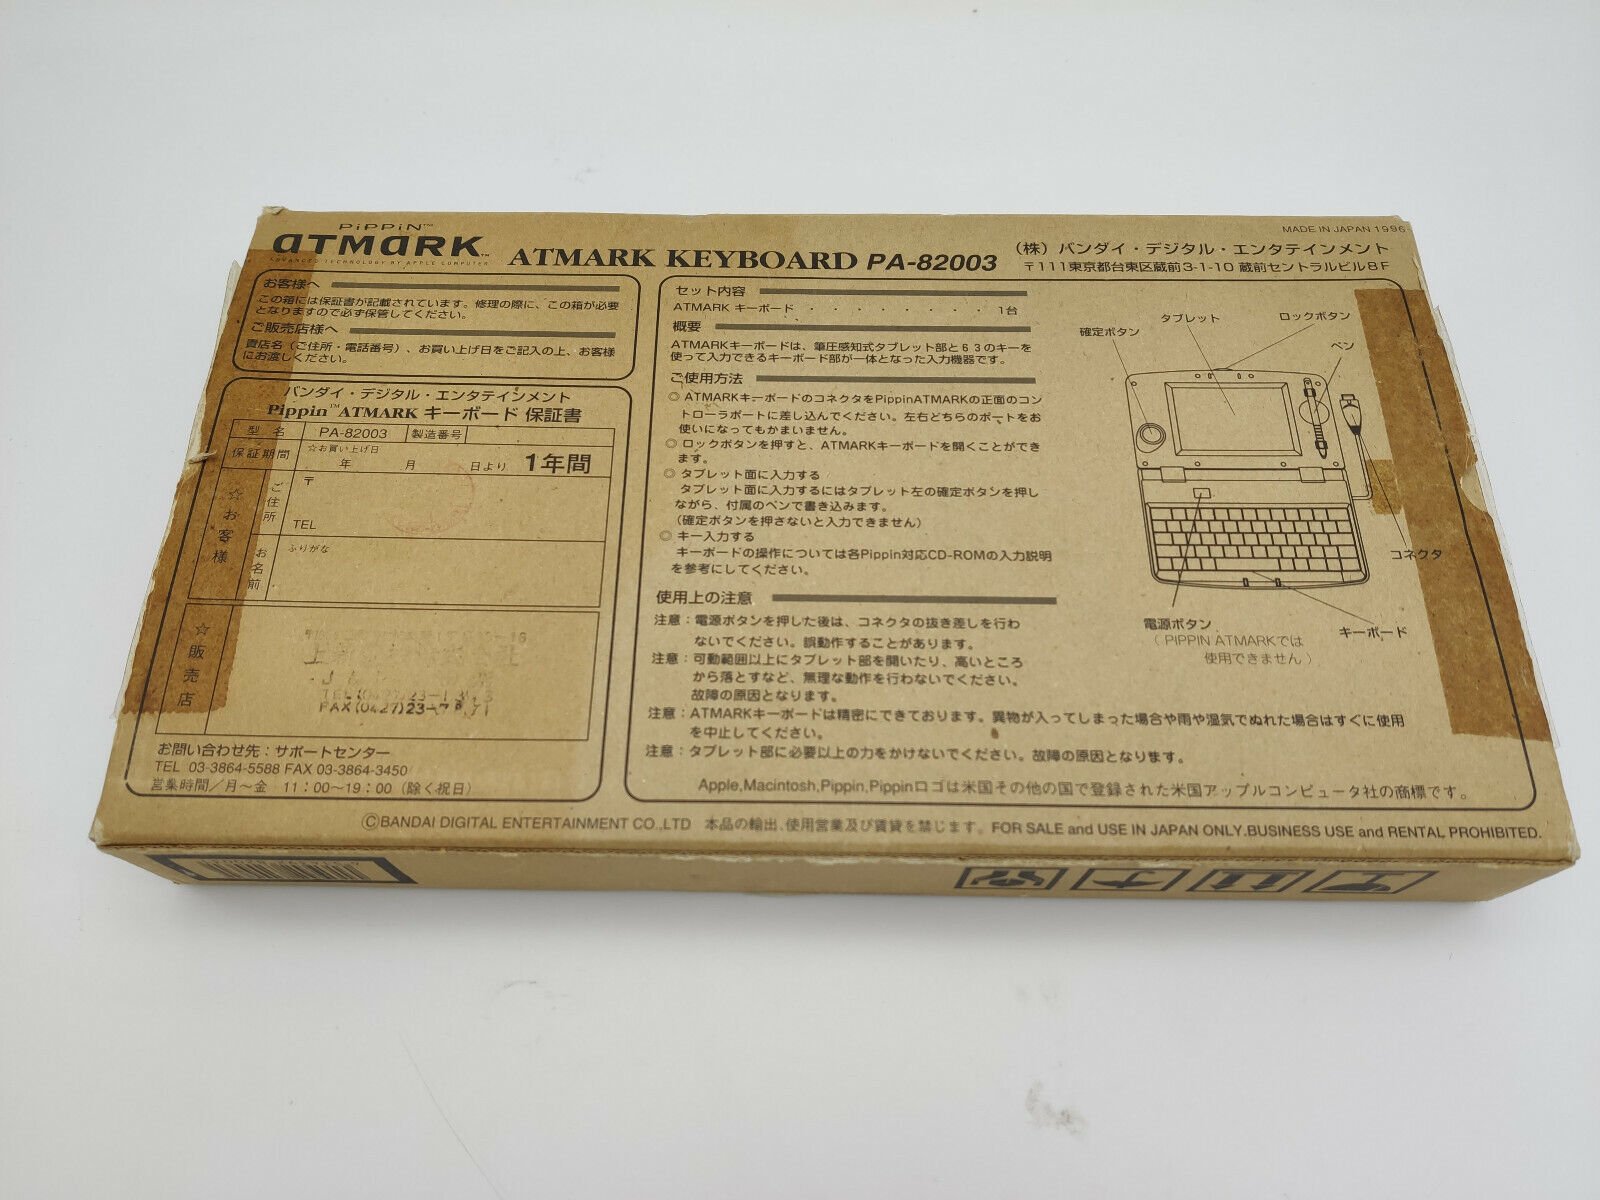 PiPPiN™
aTMaRK™
ADVANCED TECHNOLOGY BY APPLE COMPUTER
ATMARK KEYBOARD PA-82003
MADE IN JAPAN 1996
(株)バンダイ・デジタル・エンタテインメント
〒111東京都台東区蔵前3-1-10 蔵前セントラルビル8F
お客様へ
この箱には保証書が記載されています。修理の際に、この箱が必要
となりますので必ず保管してください。
ご販売店様へ
貴店名(ご住所・電話番号)、お買い上げ日をご記入の上、お客様
にお渡しください。
バンダイ・デジタル・エンタテインメント
Pippin™ATMARK キーボード 保証書
型名 PA-82003 製造番号
保証期間 ☆お買い上げ日
年 月 日より 1年間
☆お客様
ご住所
〒
TEL
お名前
ふりがな
☆販売店
TEL(0427)23-
FAX(0427)23-7
お問い合わせ先:サポートセンター
TEL 03-3864-5588 FAX 03-3864-3450
営業時間/月〜金 11:00〜19:00(除く祝日)
セット内容
ATMARK キーボード ・・・・・・・・・ 1台
概要
ATMARKキーボードは、筆圧感知式タブレット部と63のキーを
使って入力できるキーボード部が一体となった入力機器です。
ご使用方法
◎ ATMARKキーボードのコネクタをPippinATMARKの正面のコン
トローラポートに差し込んでください。左右どちらのポートをお
使いになってもかまいません。
◎ ロックボタンを押すと、ATMARKキーボードを開くことができ
ます。
◎ タブレット面に入力する
タブレット面に入力するにはタブレット左の確定ボタンを押し
ながら、付属のペンで書き込みます。
(確定ボタンを押さないと入力できません)
◎ キー入力する
キーボードの操作については各Pippin対応CD-ROMの入力説明
を参考にしてください。
使用上の注意
注意:電源ボタンを押した後は、コネクタの抜き差しを行わ
ないでください。誤動作することがあります。
注意:可動範囲以上にタブレット部を開いたり、高いところ
から落とすなど、無理な動作を行わないでください。
故障の原因となります。
注意:ATMARKキーボードは精密にできております。異物が入ってしまった場合や雨や湿気でぬれた場合はすぐに使用
を中止してください。
注意:タブレット部に必要以上の力をかけないでください。故障の原因となります。
Apple,Macintosh,Pippin,Pippinロゴは米国その他の国で登録された米国アップルコンピュータ社の商標です。
確定ボタン
タブレット
ロックボタン
ペン
コネクタ
電源ボタン
(PIPPIN ATMARKでは
使用できません)
キーボード
©BANDAI DIGITAL ENTERTAINMENT CO.,LTD 本品の輸出、使用営業及び賃貸を禁じます。FOR SALE and USE IN JAPAN ONLY.BUSINESS USE and RENTAL PROHIBITED.